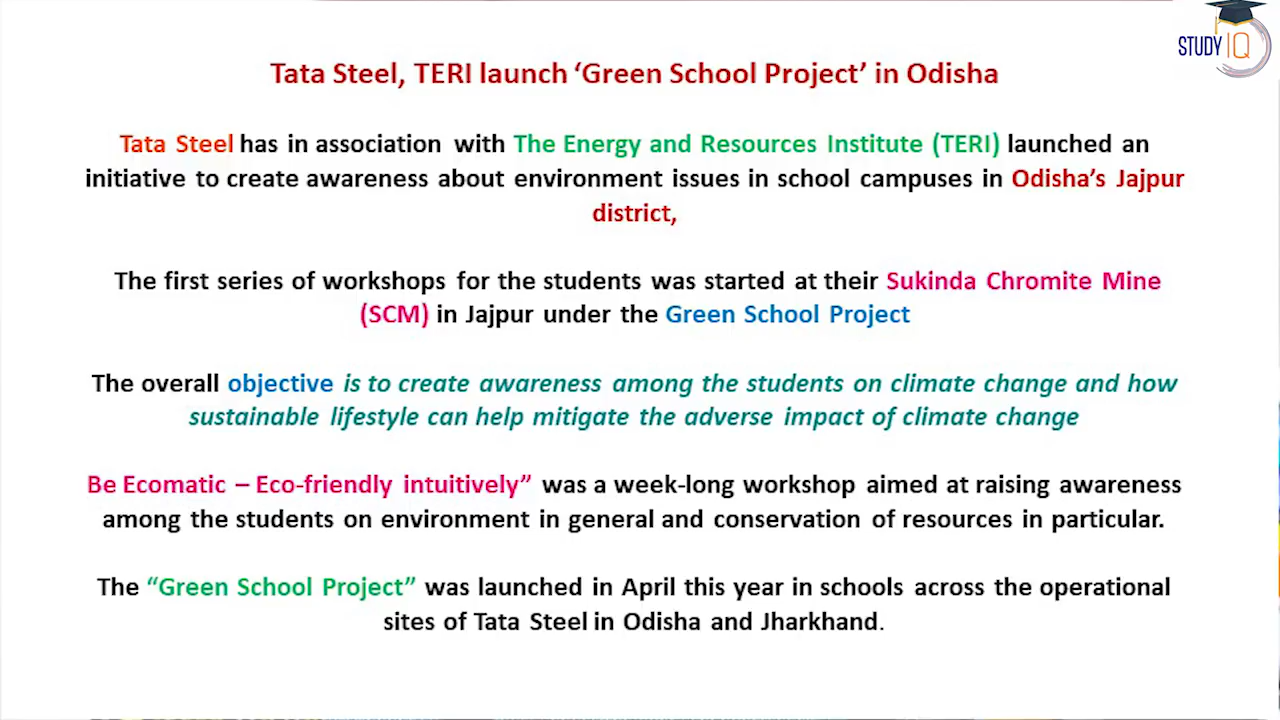 STUDY IQ
Tata Steel, TERI launch ‘Green School Project’ in Odisha
Tata Steel has in association with The Energy and Resources Institute (TERI) launched an
initiative to create awareness about environment issues in school campuses in Odisha’s Jajpur
district,
The first series of workshops for the students was started at their Sukinda Chromite Mine
(SCM) in Jajpur under the Green School Project
The overall objective is to create awareness among the students on climate change and how
sustainable lifestyle can help mitigate the adverse impact of climate change
Be Ecomatic – Eco-friendly intuitively” was a week-long workshop aimed at raising awareness
among the students on environment in general and conservation of resources in particular.
The “Green School Project” was launched in April this year in schools across the operational
sites of Tata Steel in Odisha and Jharkhand.